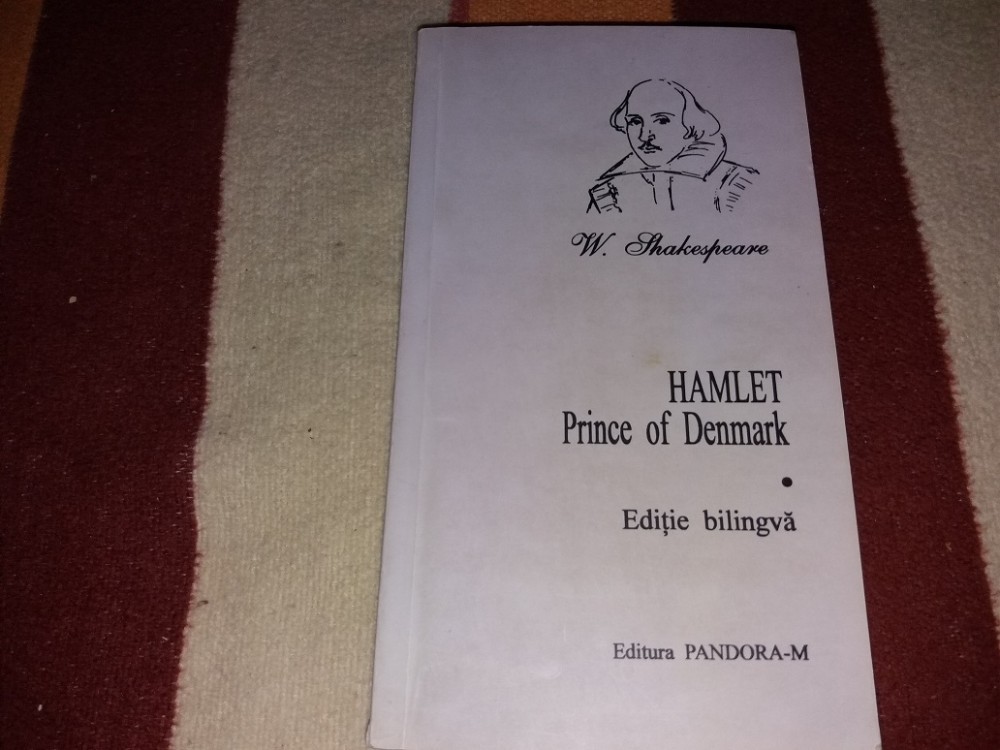 W. Shakespeare
HAMLET
Prince of Denmark
•
Ediție bilingvă
Editura PANDORA-M